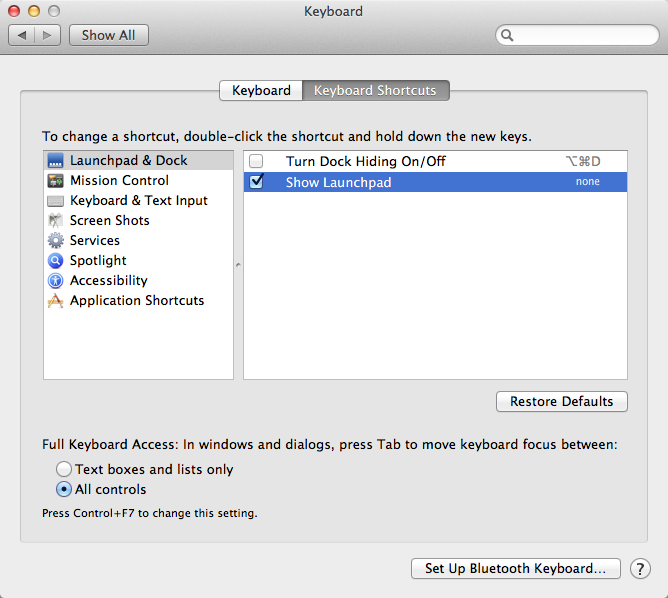 Keyboard
Show All
Keyboard
Keyboard Shortcuts
To change a shortcut, double-click the shortcut and hold down the new keys.
Launchpad & Dock
Mission Control
Keyboard & Text Input
Screen Shots
Services
Spotlight
Accessibility
Application Shortcuts
Turn Dock Hiding On/Off ⌥⌘D
Show Launchpad none
Restore Defaults
Full Keyboard Access: In windows and dialogs, press Tab to move keyboard focus between:
Text boxes and lists only
All controls
Press Control+F7 to change this setting.
Set Up Bluetooth Keyboard...
?